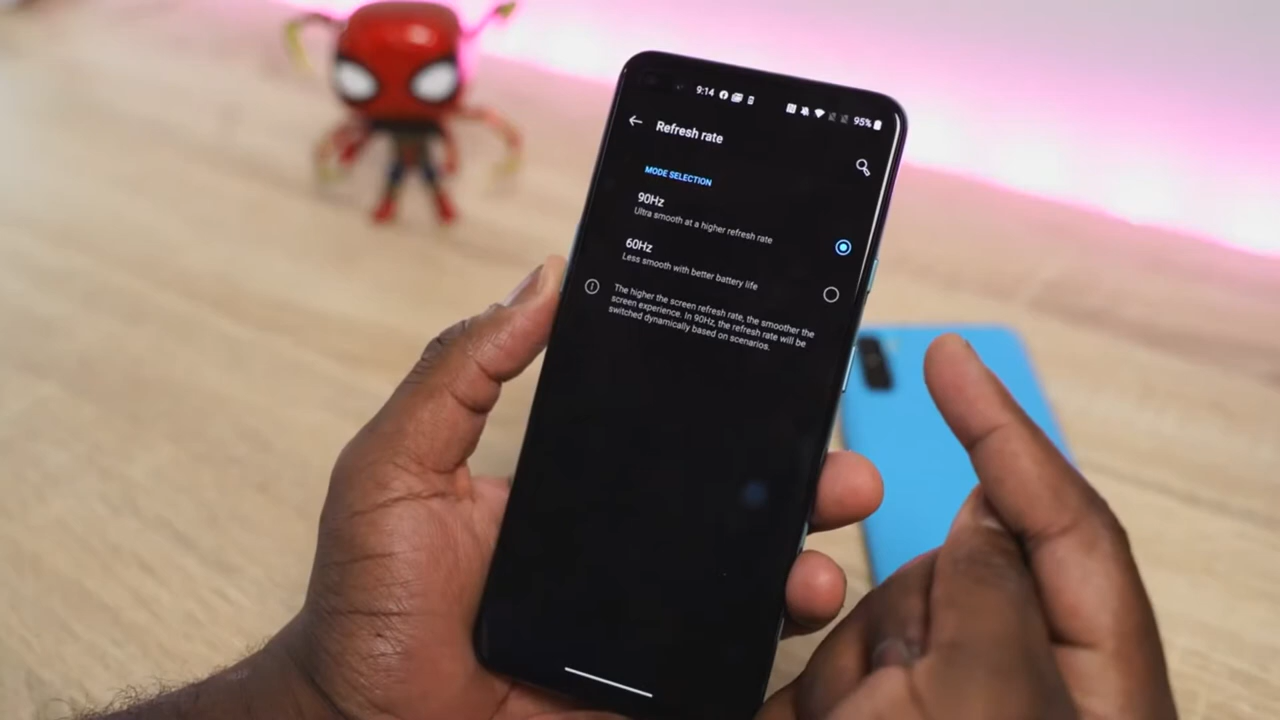 9:14
95%
Refresh rate
MODE SELECTION
90Hz
Ultra smooth at a higher refresh rate
60Hz
Less smooth with better battery life
The higher the screen refresh rate, the smoother the
screen experience. In 90Hz, the refresh rate will be
switched dynamically based on scenarios.